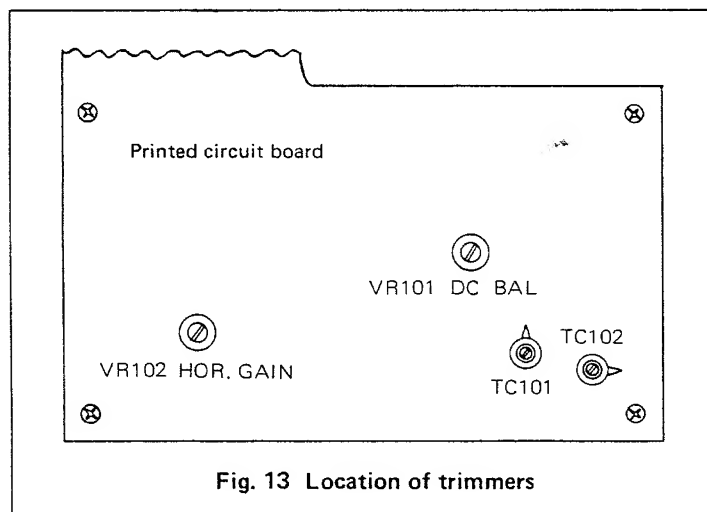 Printed circuit board
VR101 DC BAL
TC102
VR102 HOR. GAIN
TC101
Fig. 13 Location of trimmers